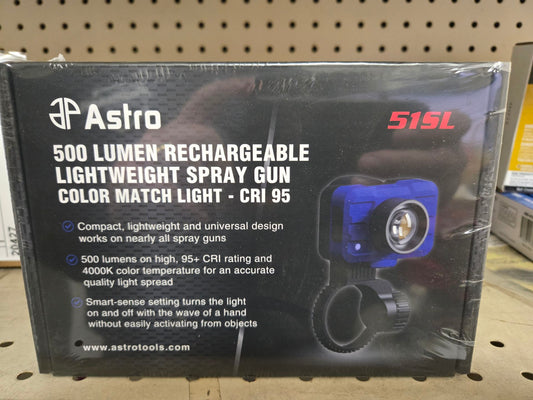 Astro
51SL
500 LUMEN RECHARGEABLE
LIGHTWEIGHT SPRAY GUN
COLOR MATCH LIGHT - CRI 95
Compact, lightweight and universal design
works on nearly all spray guns
500 lumens on high, 95+ CRI rating and
4000K color temperature for an accurate
quality light spread
Smart-sense setting turns the light
on and off with the wave of a hand
without easily activating from objects
www.astrotools.com
20427